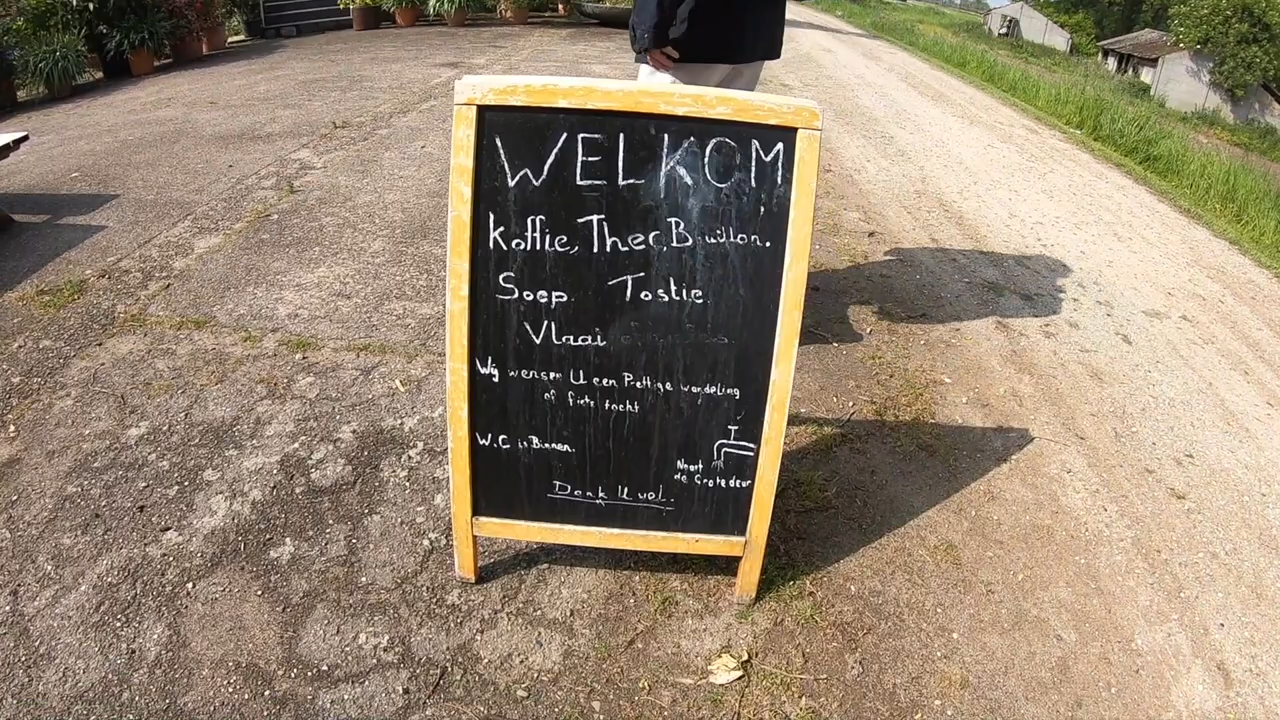 WELKOM
Koffie, Thee, Bouillon.
Soep. Tostie.
Vlaai
Wij wensen U een Prettige wandeling
of fiets tocht
W.C is Binnen.
Naast
de Grote deur
Dank U wel.